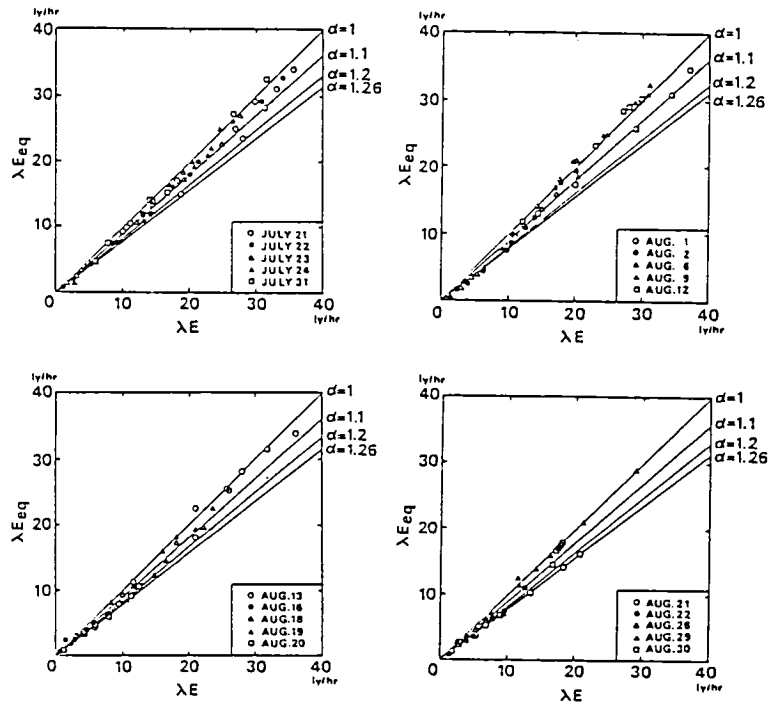 ly/hr
40
30
20
10
0
λEeq
α=1
α=1.1
α=1.2
α=1.26
JULY 21
JULY 22
JULY 23
JULY 24
JULY 31
10
20
30
40
ly/hr
λE
ly/hr
40
30
20
10
0
λEeq
α=1
α=1.1
α=1.2
α=1.26
AUG. 1
AUG. 2
AUG. 6
AUG. 9
AUG. 12
10
20
30
40
ly/hr
λE
ly/hr
40
30
20
10
0
λEeq
α=1
α=1.1
α=1.2
α=1.26
AUG.13
AUG.16
AUG.18
AUG.19
AUG.20
10
20
30
40
ly/hr
λE
ly/hr
40
30
20
10
0
λEeq
α=1
α=1.1
α=1.2
α=1.26
AUG.21
AUG.22
AUG.28
AUG.29
AUG.30
10
20
30
40
ly/hr
λE